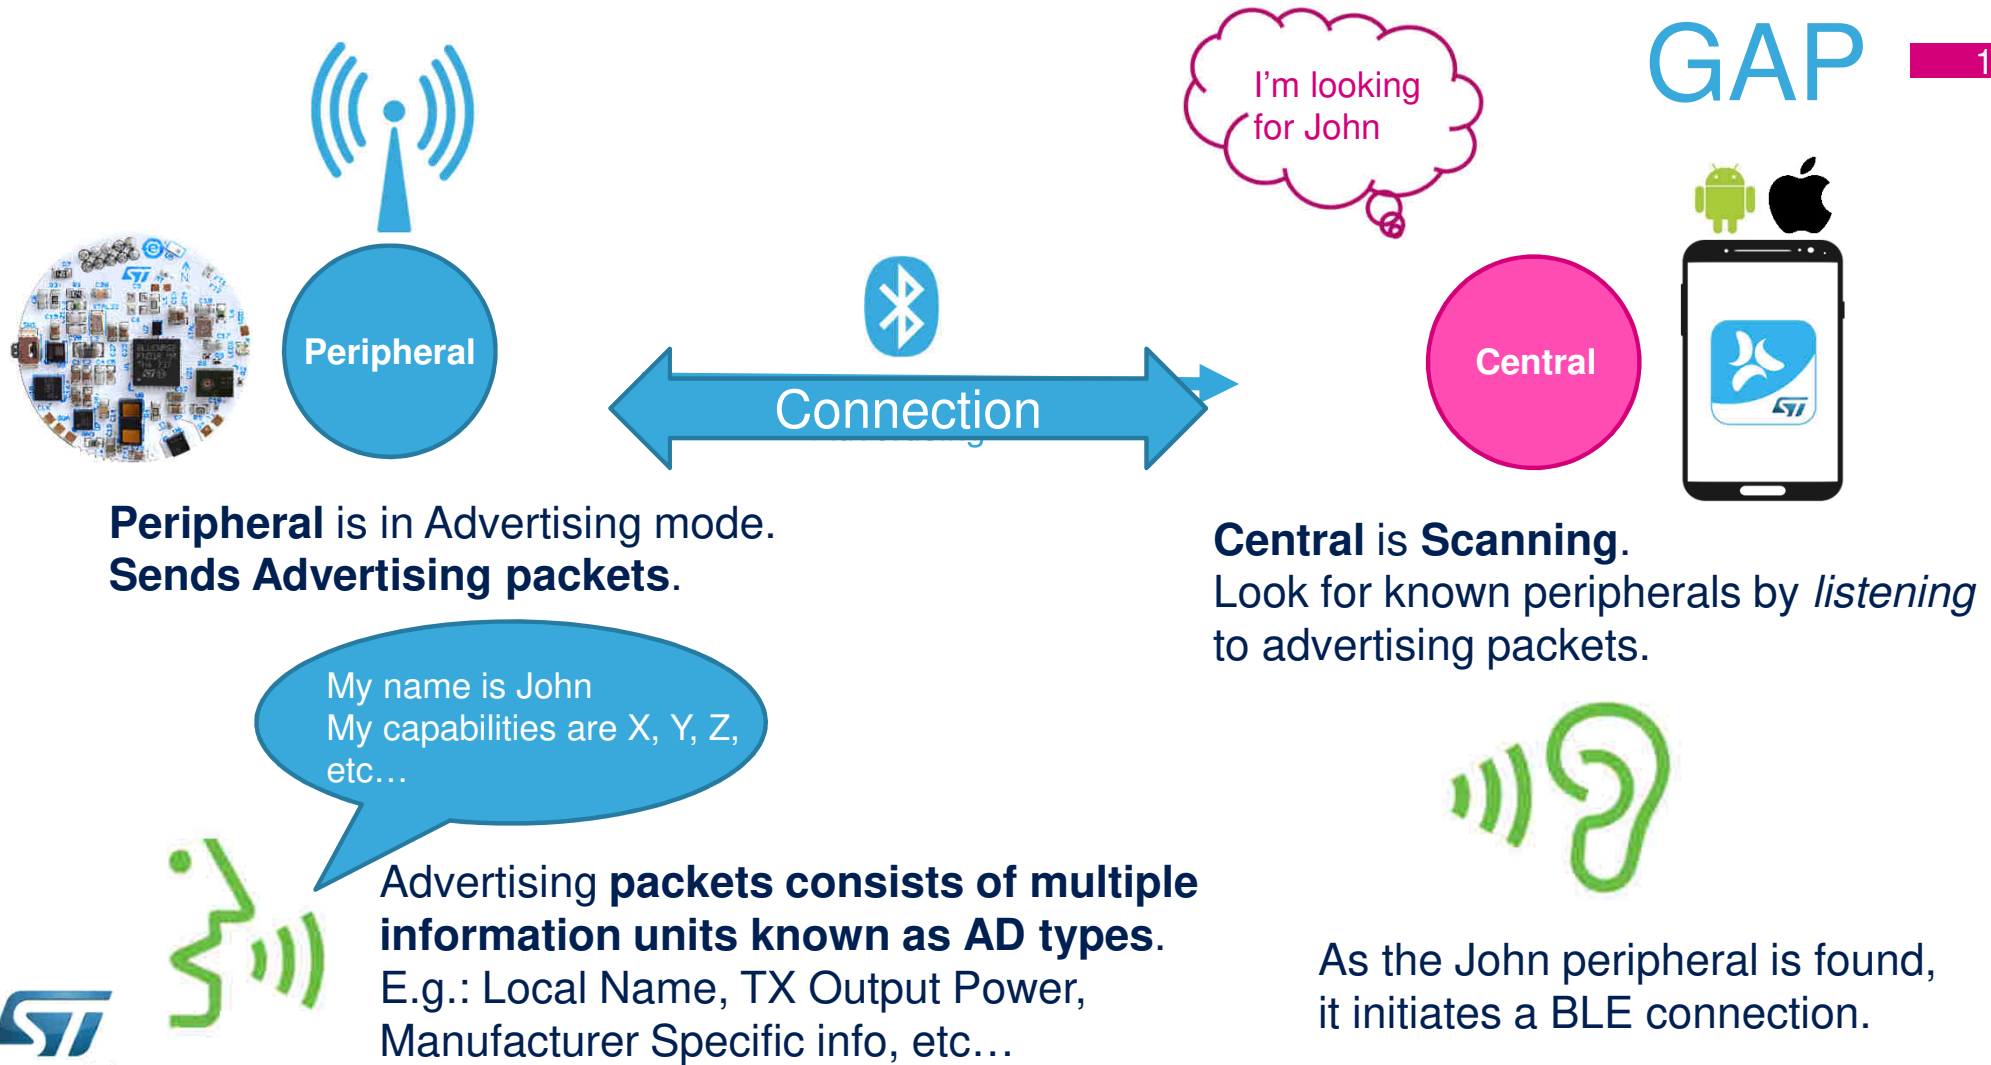 GAP
1
I'm looking
for John
Peripheral
Connection
Central
Peripheral is in Advertising mode.
Sends Advertising packets.
Central is Scanning.
Look for known peripherals by listening
to advertising packets.
My name is John
My capabilities are X, Y, Z,
etc…
Advertising packets consists of multiple
information units known as AD types.
E.g.: Local Name, TX Output Power,
Manufacturer Specific info, etc…
As the John peripheral is found,
it initiates a BLE connection.
ST